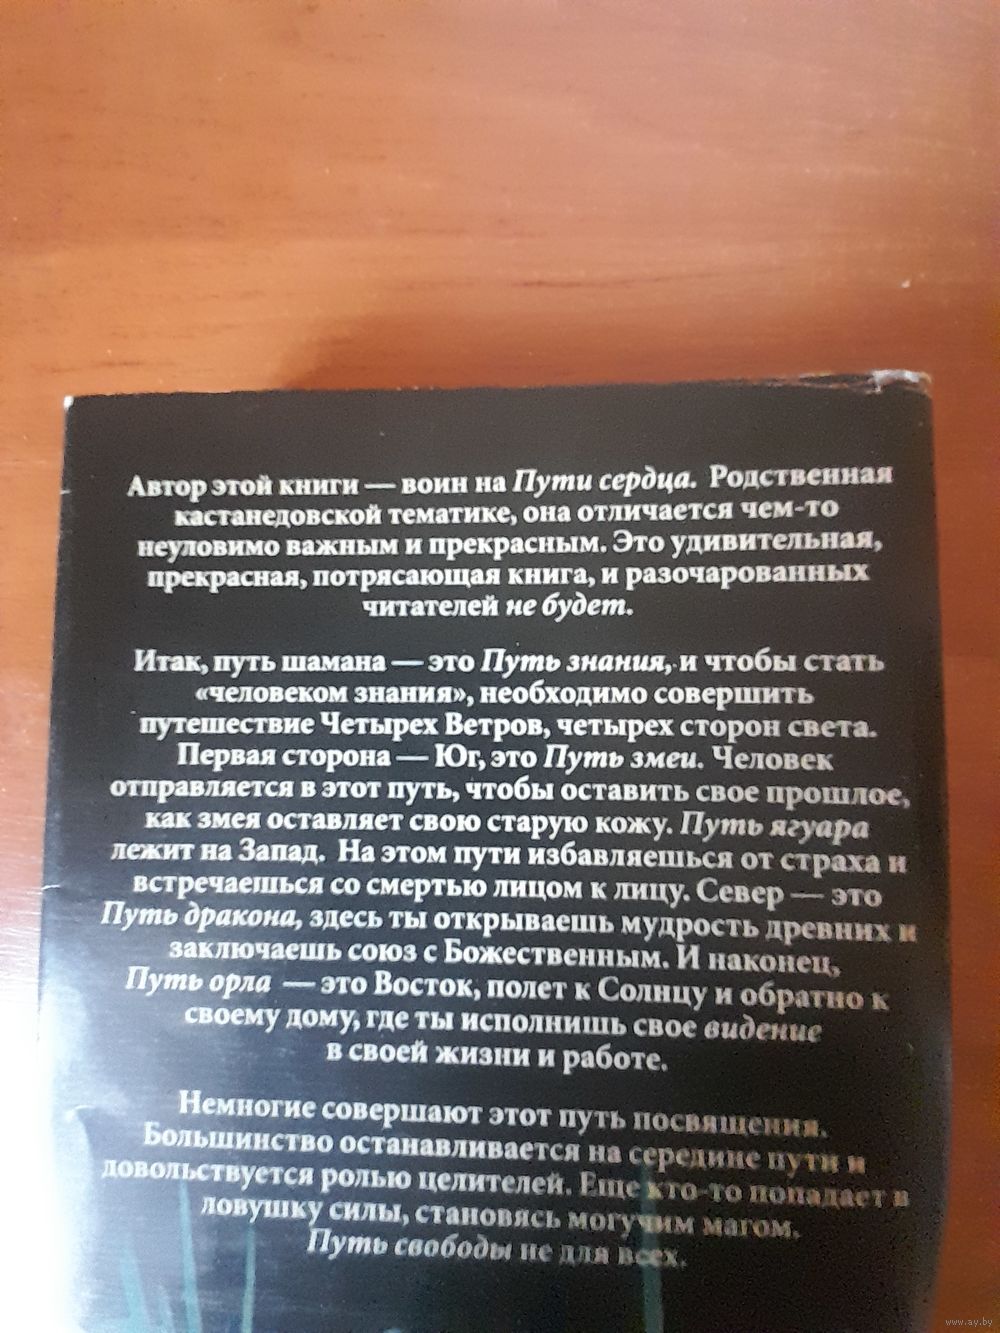 Автор этой книги — воин на Пути сердца. Родственная
кастанедовской тематике, она отличается чем-то
неуловимо важным и прекрасным. Это удивительная,
прекрасная, потрясающая книга, и разочарованных
читателей не будет.
Итак, путь шамана — это Путь знания, и чтобы стать
«человеком знания», необходимо совершить
путешествие Четырех Ветров, четырех сторон света.
Первая сторона — Юг, это Путь змеи. Человек
отправляется в этот путь, чтобы оставить свое прошлое,
как змея оставляет свою старую кожу. Путь ягуара
лежит на Запад. На этом пути избавляешься от страха и
встречаешься со смертью лицом к лицу. Север — это
Путь дракона, здесь ты открываешь мудрость древних и
заключаешь союз с Божественным. И наконец,
Путь орла — это Восток, полет к Солнцу и обратно к
своему дому, где ты исполнишь свое видение
в своей жизни и работе.
Немногие совершают этот путь посвящения.
Большинство останавливается на середине пути и
довольствуется ролью целителей. Еще кто-то попадает в
ловушку силы, становясь могучим магом.
Путь свободы не для всех.
www.ay.by